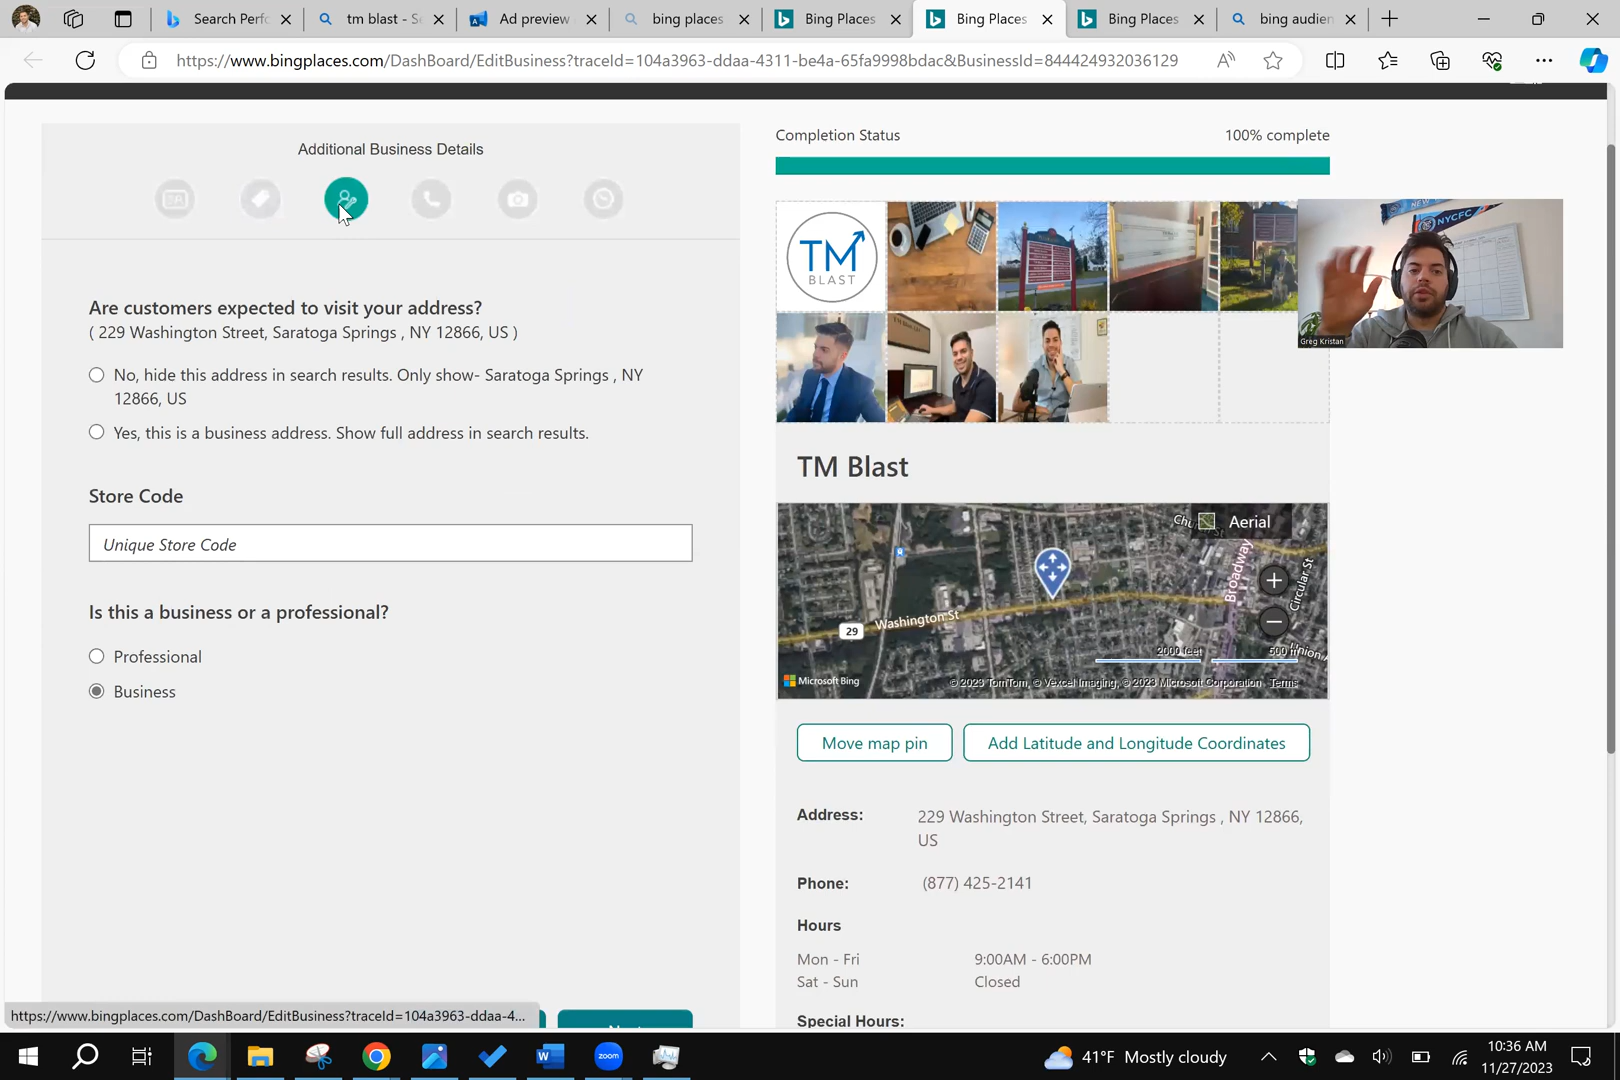 Search Perfo
tm blast - Se
Ad preview
bing places
Bing Places
Bing Places
Bing Places
bing audien
https://www.bingplaces.com/DashBoard/EditBusiness?traceId=104a3963-ddaa-4311-be4a-65fa9998bdac&BusinessId=844424932036129
Additional Business Details
Are customers expected to visit your address?
( 229 Washington Street, Saratoga Springs , NY 12866, US )
No, hide this address in search results. Only show- Saratoga Springs , NY
12866, US
Yes, this is a business address. Show full address in search results.
Store Code
Unique Store Code
Is this a business or a professional?
Professional
Business
https://www.bingplaces.com/DashBoard/EditBusiness?traceId=104a3963-ddaa-4...
Completion Status
100% complete
TM
BLAST
NYCFC
Greg Kristan
TM Blast
Aerial
Broadway
Circular St
Washington St
29
2000 feet
500 m
Microsoft Bing
© 2023 TomTom, © Vexcel Imaging, © 2023 Microsoft Corporation Terms
Move map pin
Add Latitude and Longitude Coordinates
Address:
229 Washington Street, Saratoga Springs , NY 12866,
US
Phone:
(877) 425-2141
Hours
Mon - Fri
9:00AM - 6:00PM
Sat - Sun
Closed
Special Hours:
41°F Mostly cloudy
10:36 AM
11/27/2023